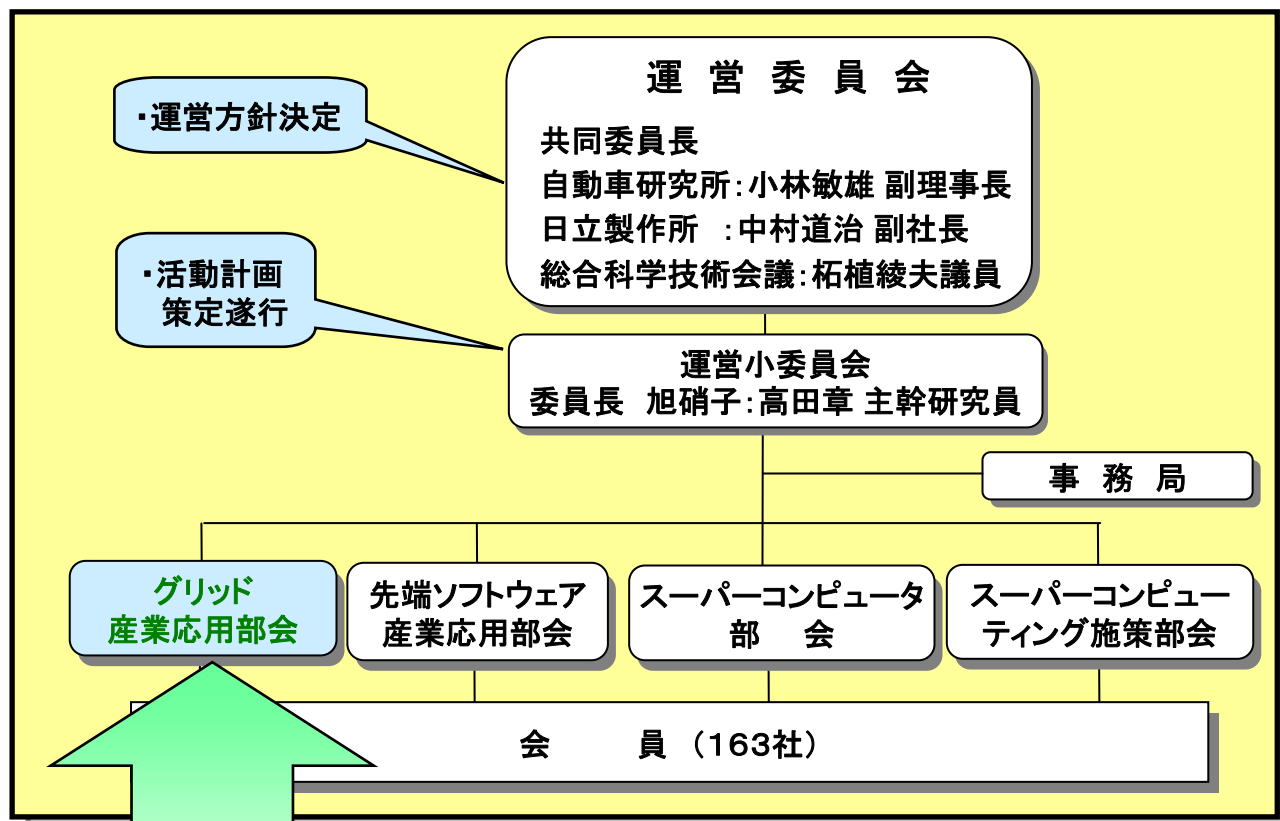 運 営 委 員 会
・運営方針決定
共同委員長
自動車研究所：小林敏雄 副理事長
日立製作所 ：中村道治 副社長
総合科学技術会議：柘植綾夫議員
・活動計画
策定遂行
運営小委員会
委員長 旭硝子：高田章 主幹研究員
事 務 局
グリッド
産業応用部会
先端ソフトウェア
産業応用部会
スーパーコンピュータ
部 会
スーパーコンピュー
ティング施策部会
会 員 （１６３社）